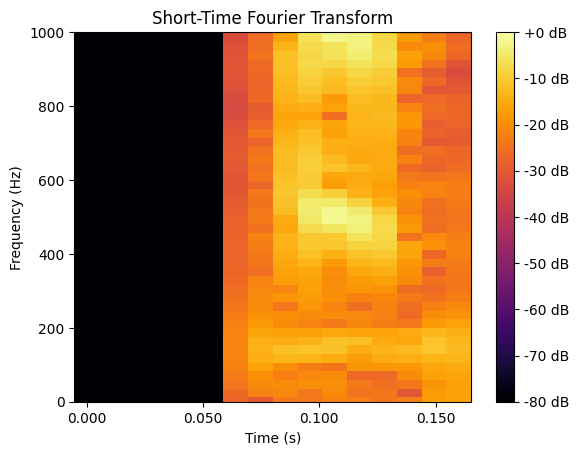 Short-Time Fourier Transform
Frequency (Hz)
1000
800
600
400
200
0
0.000
0.050
0.100
0.150
Time (s)
+0 dB
-10 dB
-20 dB
-30 dB
-40 dB
-50 dB
-60 dB
-70 dB
-80 dB